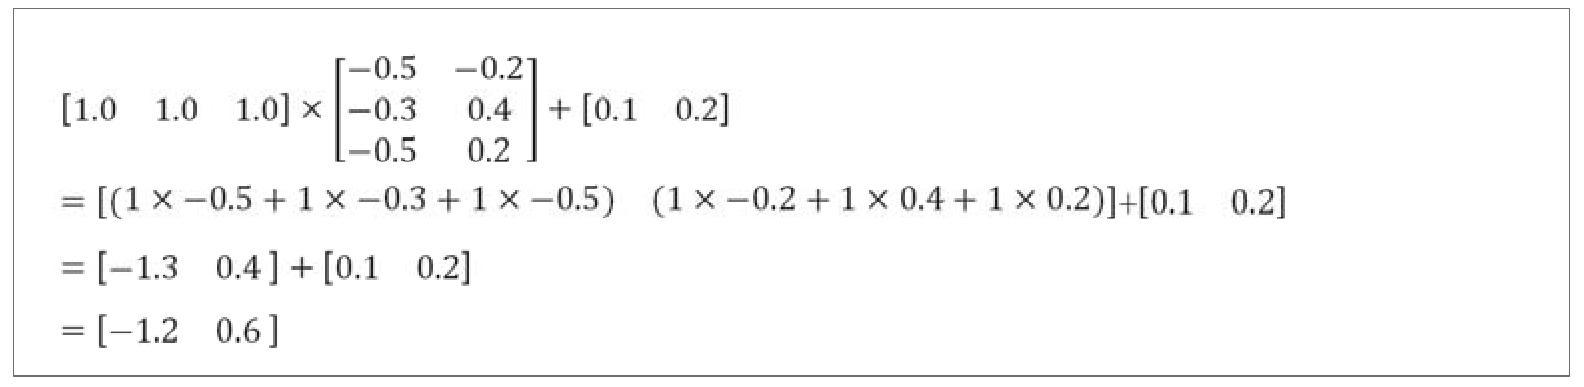 [1.0 1.0 1.0] × [−0.5 −0.2
−0.3 0.4
−0.5 0.2] + [0.1 0.2]
= [(1 × −0.5 + 1 × −0.3 + 1 × −0.5) (1 × −0.2 + 1 × 0.4 + 1 × 0.2)]+[0.1 0.2]
= [−1.3 0.4] + [0.1 0.2]
= [−1.2 0.6]